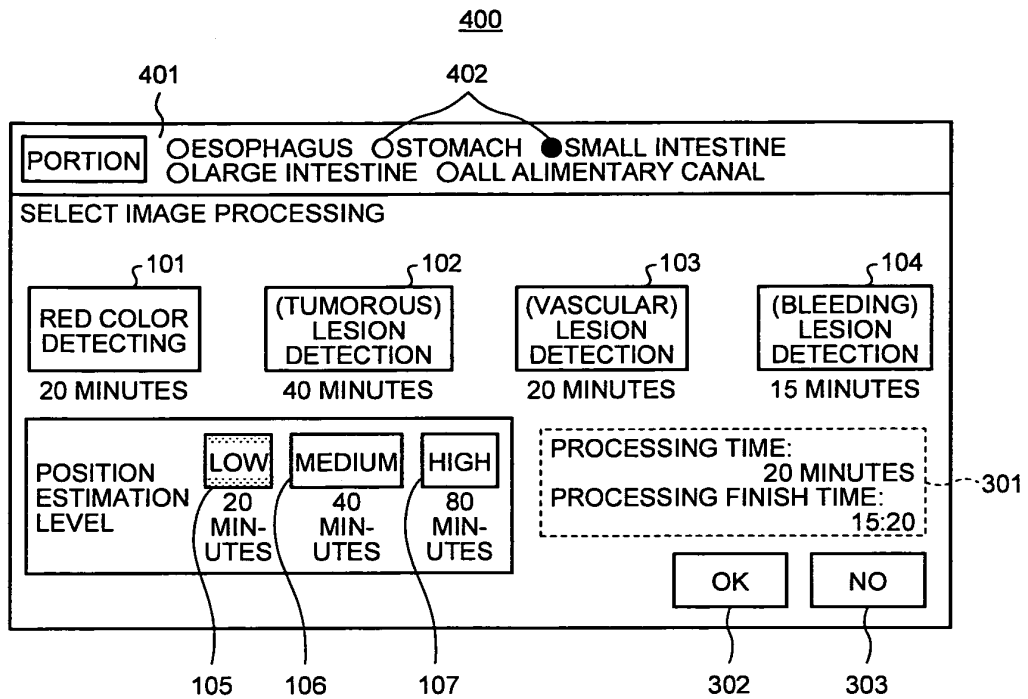 400
401
402
PORTION
ESOPHAGUS STOMACH SMALL INTESTINE
LARGE INTESTINE ALL ALIMENTARY CANAL
SELECT IMAGE PROCESSING
101
102
103
104
RED COLOR
DETECTING
20 MINUTES
(TUMOROUS)
LESION
DETECTION
40 MINUTES
(VASCULAR)
LESION
DETECTION
20 MINUTES
(BLEEDING)
LESION
DETECTION
15 MINUTES
POSITION
ESTIMATION
LEVEL
LOW
20
MIN-
UTES
MEDIUM
40
MIN-
UTES
HIGH
80
MIN-
UTES
PROCESSING TIME:
20 MINUTES
PROCESSING FINISH TIME:
15:20
301
OK
NO
105
106
107
302
303